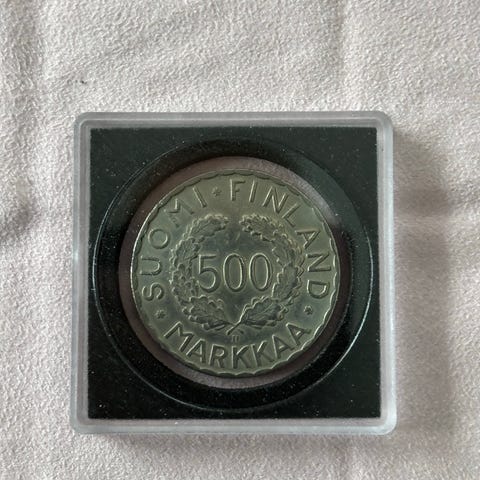 SUOMI • FINLAND
500
MARKKAA
H